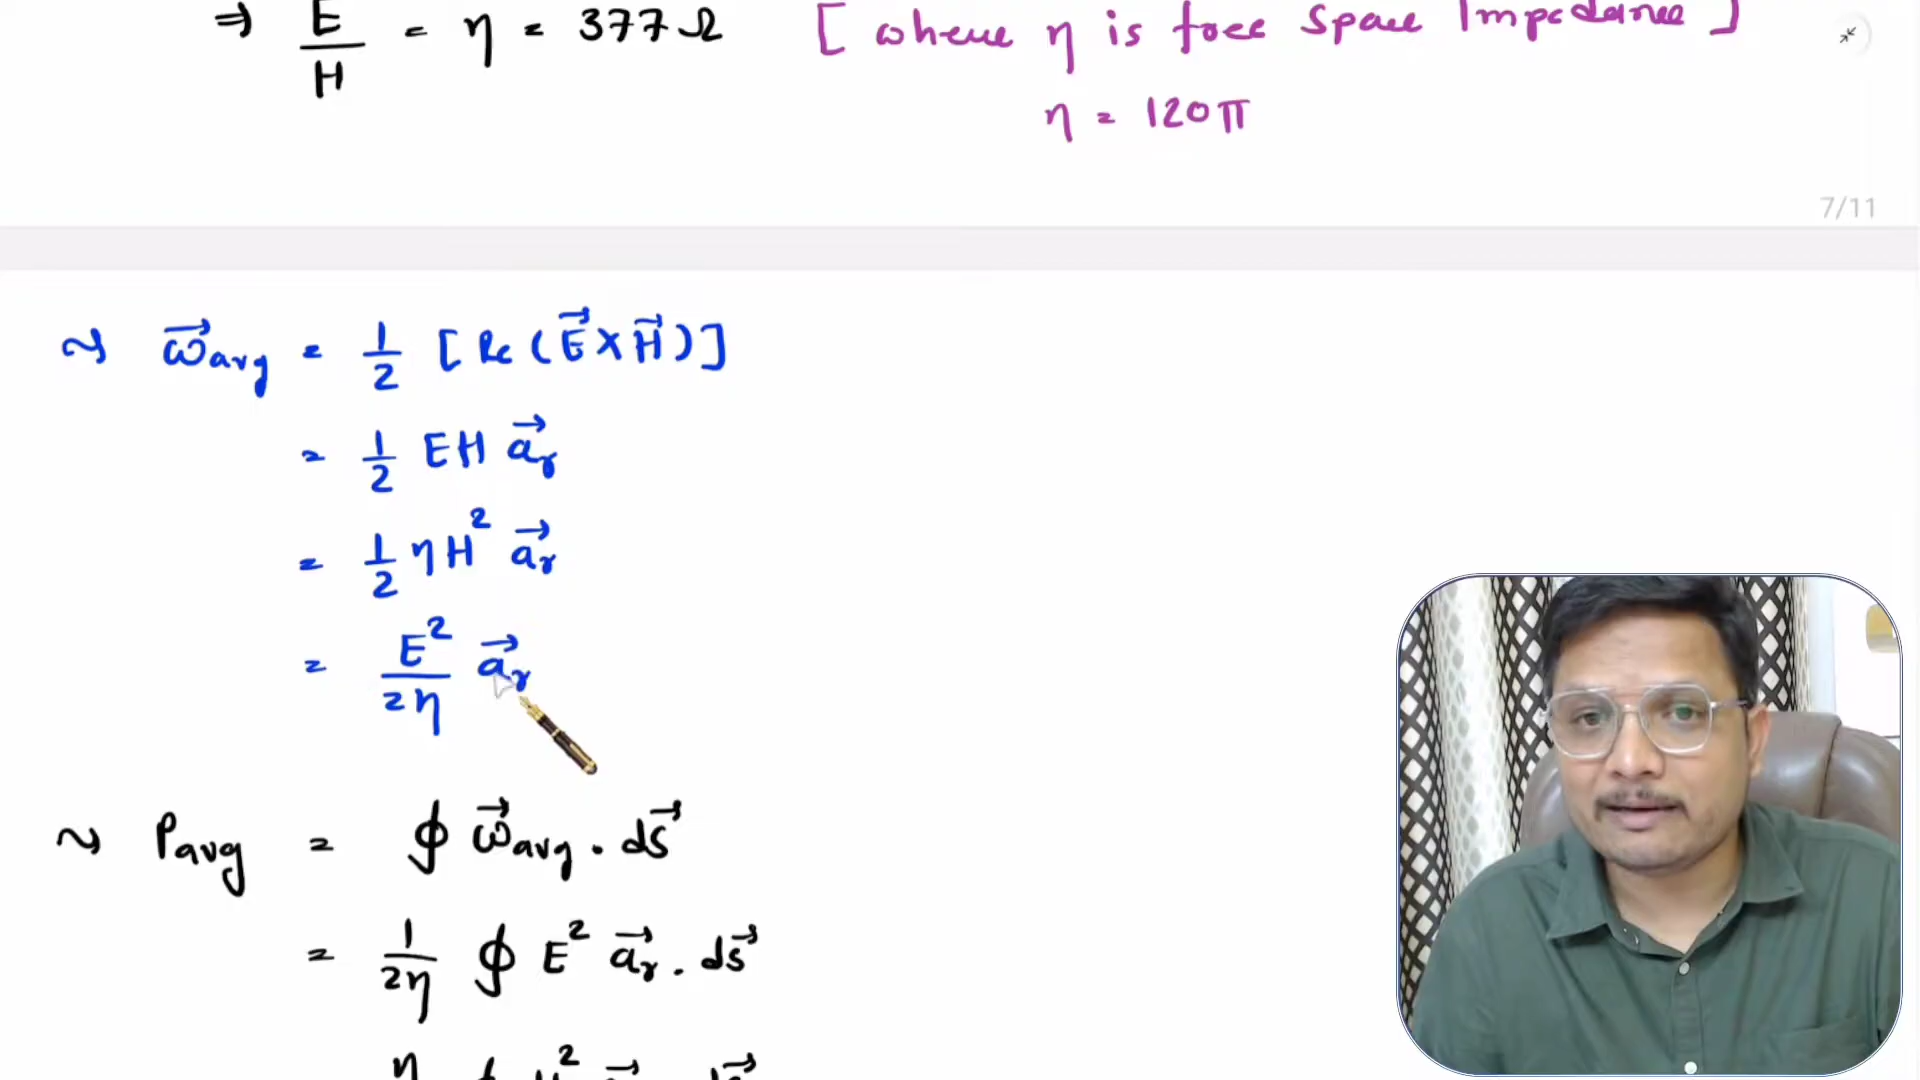 ⇒ E/H = η = 377Ω [where η is free space Impedance]
η = 120π
7/11
~ w⃗avg = 1/2 [Re(E⃗ × H⃗)]
= 1/2 EH a⃗r
= 1/2 ηH² a⃗r
= E²/2η a⃗r
~ Pavg = ∮ w⃗avg . ds⃗
= 1/2η ∮ E² a⃗r . ds⃗